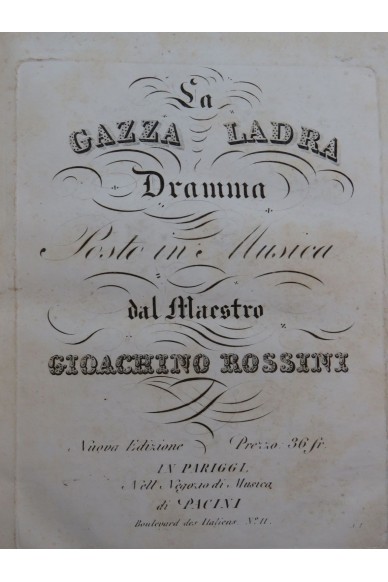 La
GAZZA LADRA
Dramma
Posto in Musica
dal Maestro
GIOACHINO ROSSINI
Nuova Edizione Prezzo 36 fr.
IN PARIGGI,
Nell Negozio di Musica
di PACINI
Boulevard des Italiens. N.º 11.